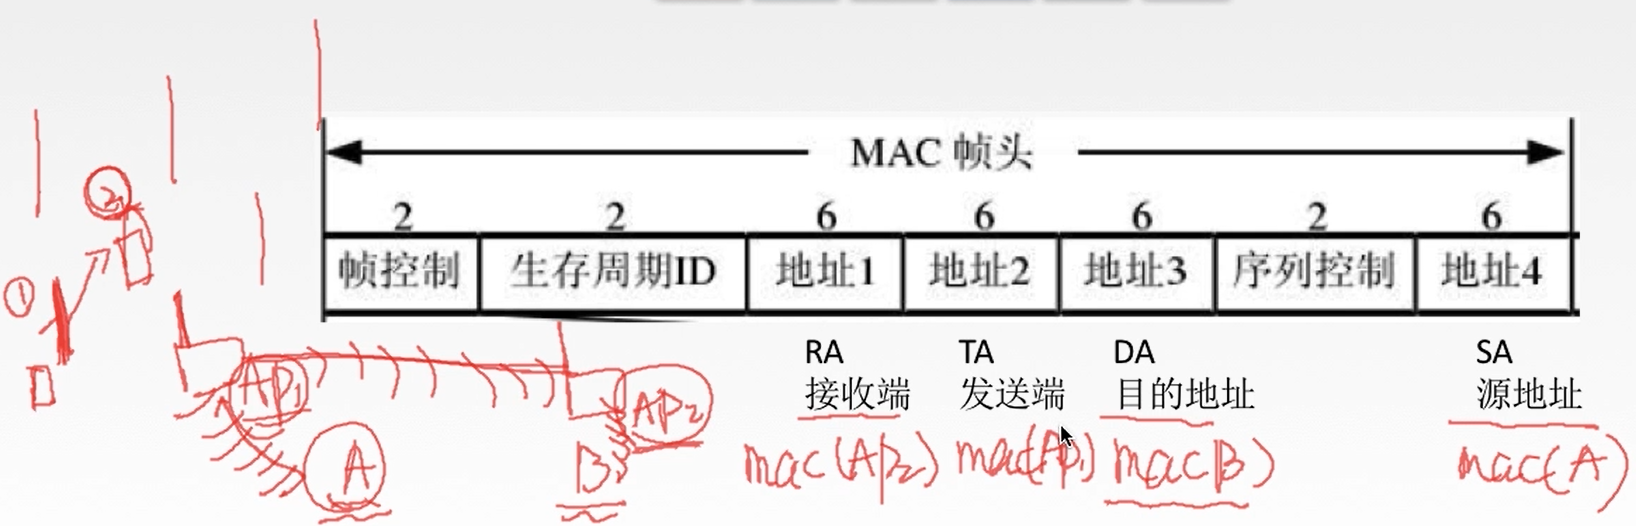 MAC 帧头
2 2 6 6 6 2 6
帧控制 生存周期ID 地址1 地址2 地址3 序列控制 地址4
RA TA DA SA
接收端 发送端 目的地址 源地址
mac(AP2) mac(AP1) mac(B) mac(A)
②
①
AP1
AP2
A
B